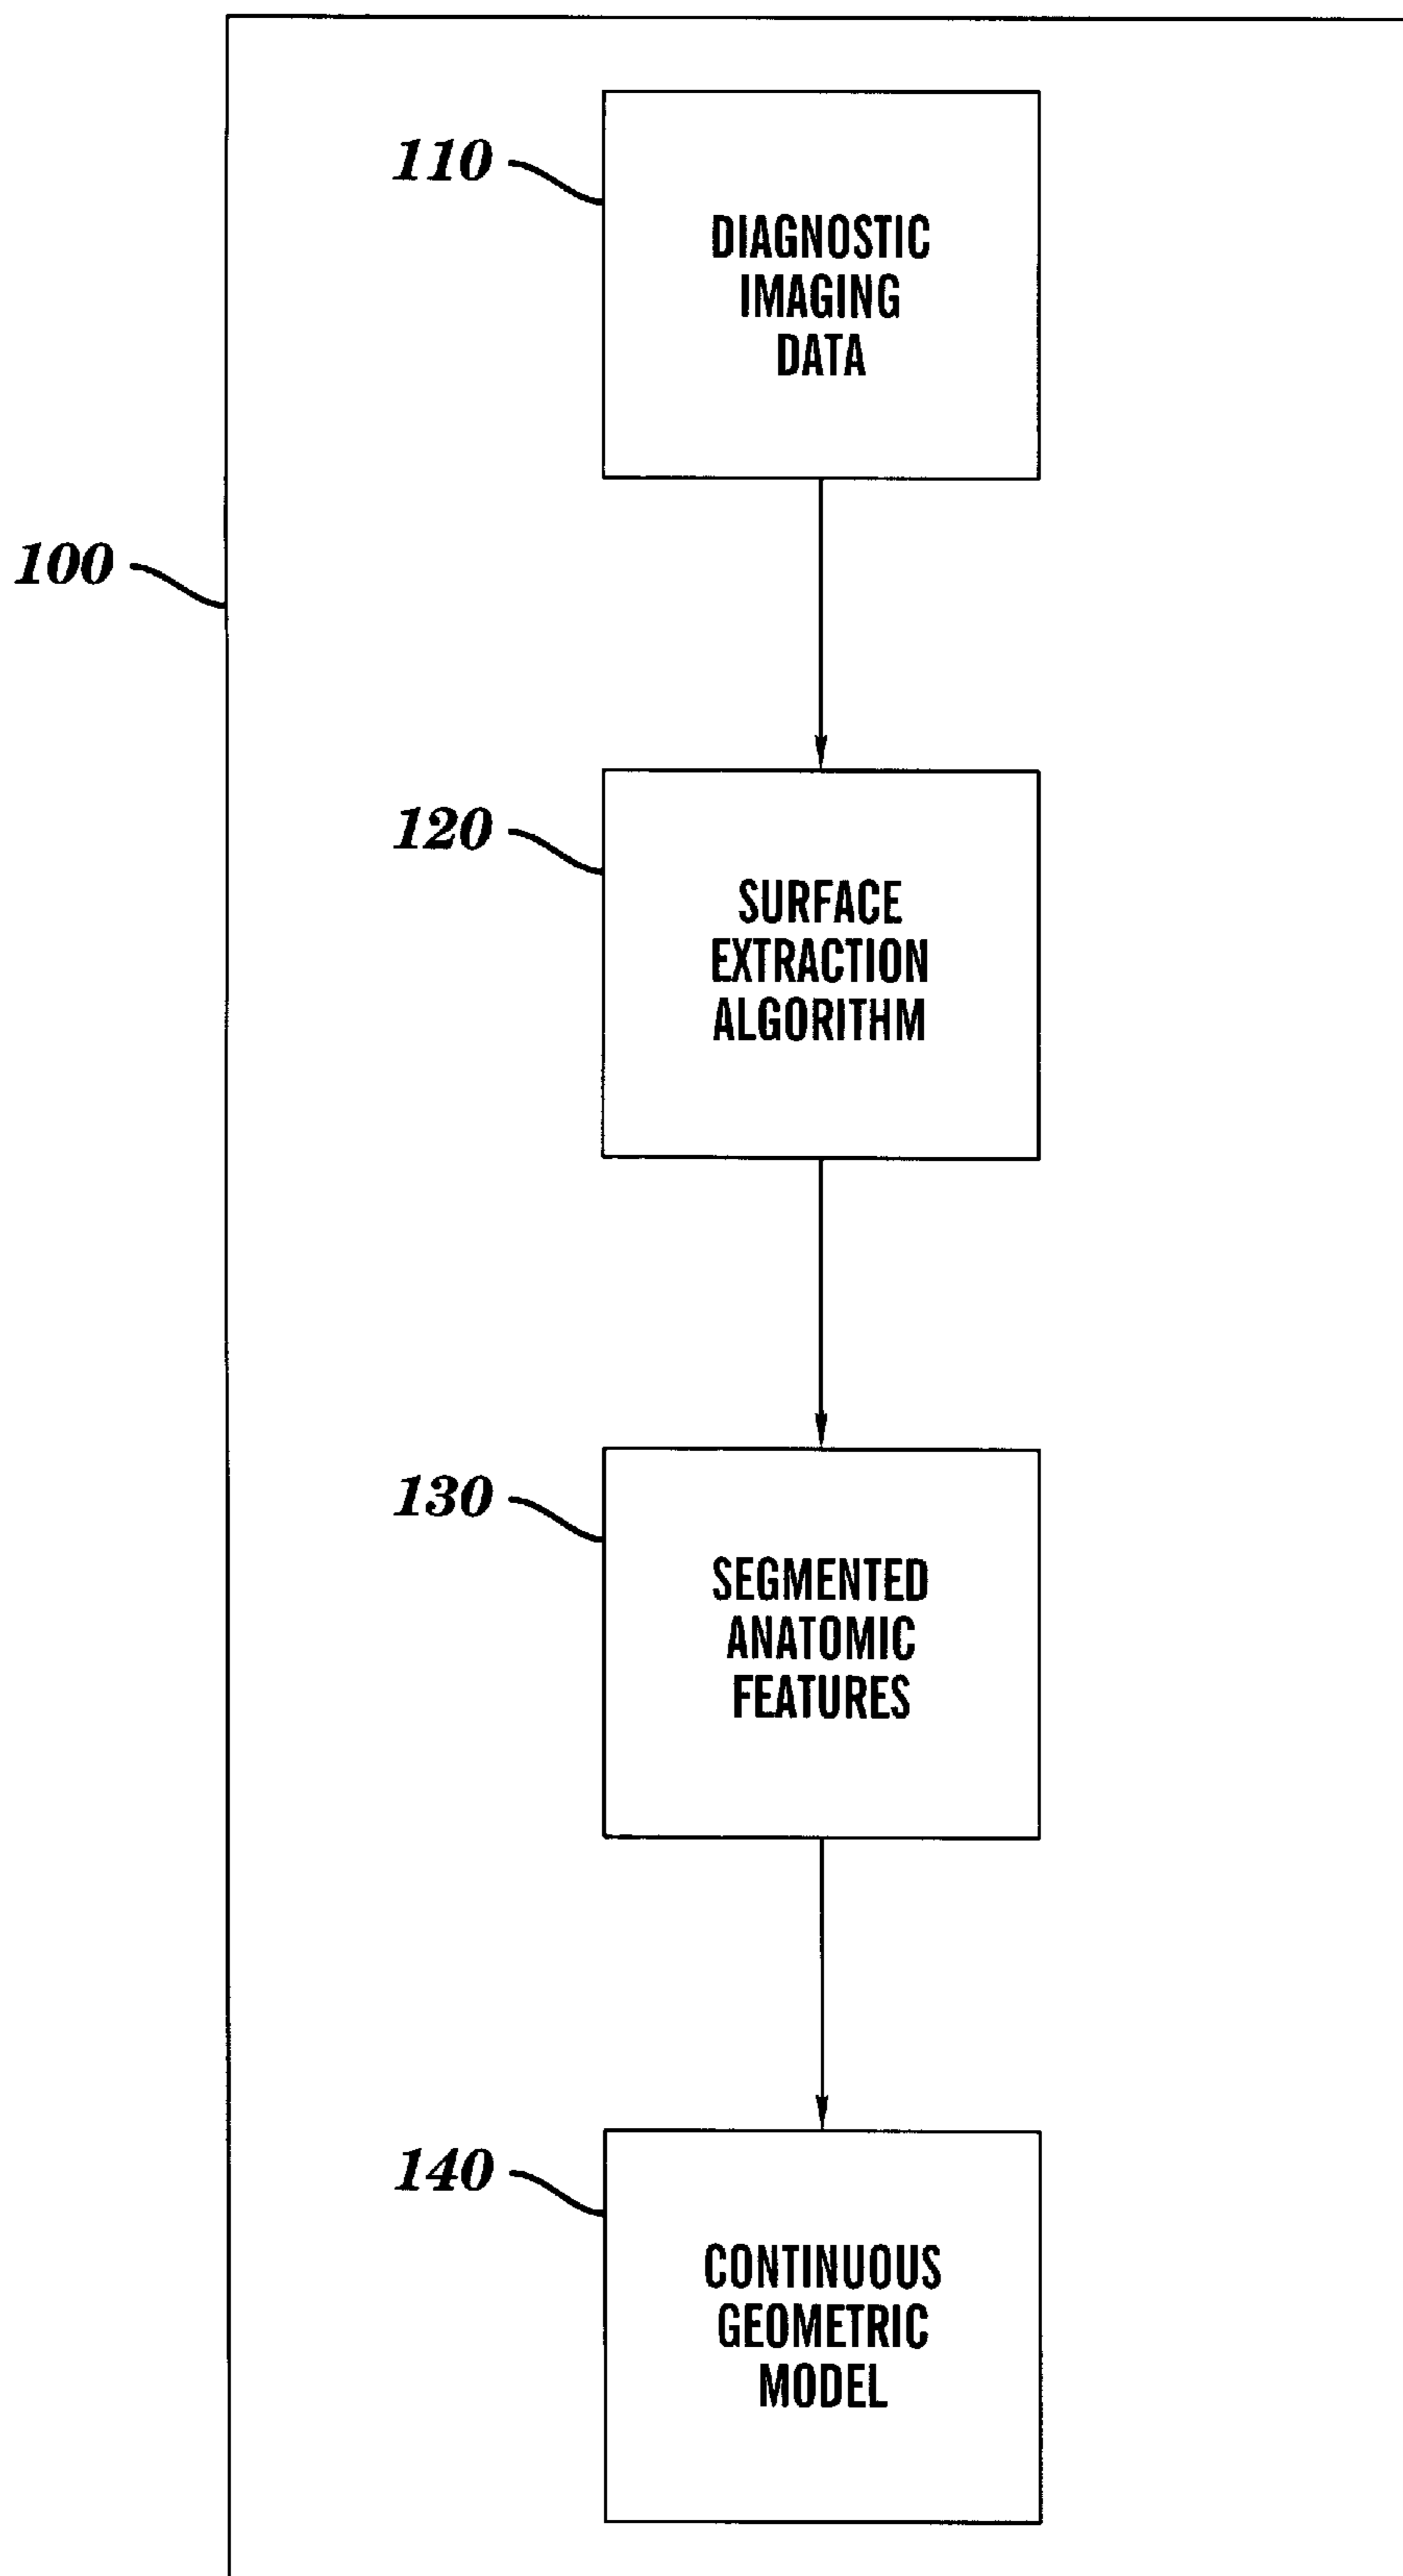 110
DIAGNOSTIC
IMAGING
DATA
100
120
SURFACE
EXTRACTION
ALGORITHM
130
SEGMENTED
ANATOMIC
FEATURES
140
CONTINUOUS
GEOMETRIC
MODEL